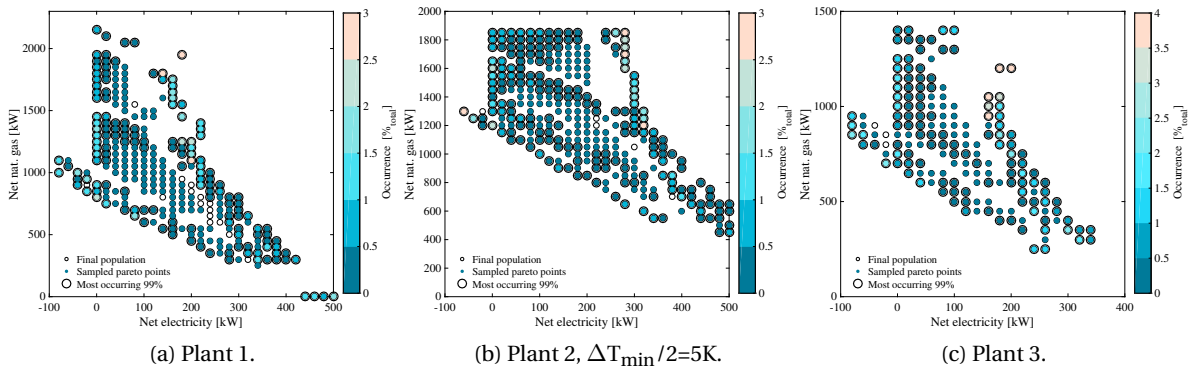 2000
1500
1000
500
0
Net nat. gas [kW]
-100 0 100 200 300 400 500
Net electricity [kW]
Final population
Sampled pareto points
Most occurring 99%
3
2.5
2
1.5
1
0.5
0
Occurrence [%total]
(a) Plant 1.
2000
1800
1600
1400
1200
1000
800
600
400
200
0
Net nat. gas [kW]
-100 0 100 200 300 400 500
Net electricity [kW]
Final population
Sampled pareto points
Most occurring 99%
3
2.5
2
1.5
1
0.5
0
Occurrence [%total]
(b) Plant 2, ΔTmin/2=5K.
1500
1000
500
0
Net nat. gas [kW]
-100 0 100 200 300 400
Net electricity [kW]
Final population
Sampled pareto points
Most occurring 99%
4
3.5
3
2.5
2
1.5
1
0.5
0
Occurrence [%total]
(c) Plant 3.